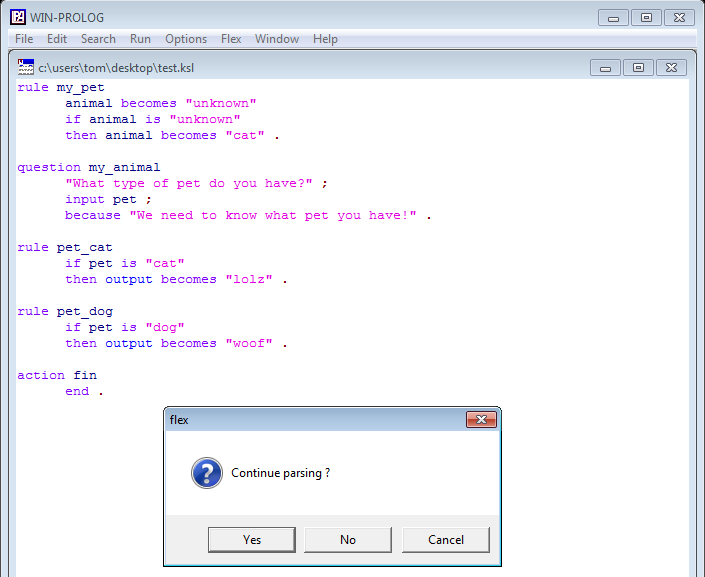 WIN-PROLOG
File Edit Search Run Options Flex Window Help
c:\users\tom\desktop\test.ksl
rule my_pet
animal becomes "unknown"
if animal is "unknown"
then animal becomes "cat" .
question my_animal
"What type of pet do you have?" ;
input pet ;
because "We need to know what pet you have!" .
rule pet_cat
if pet is "cat"
then output becomes "lolz" .
rule pet_dog
if pet is "dog"
then output becomes "woof" .
action fin
end .
flex
Continue parsing ?
Yes No Cancel